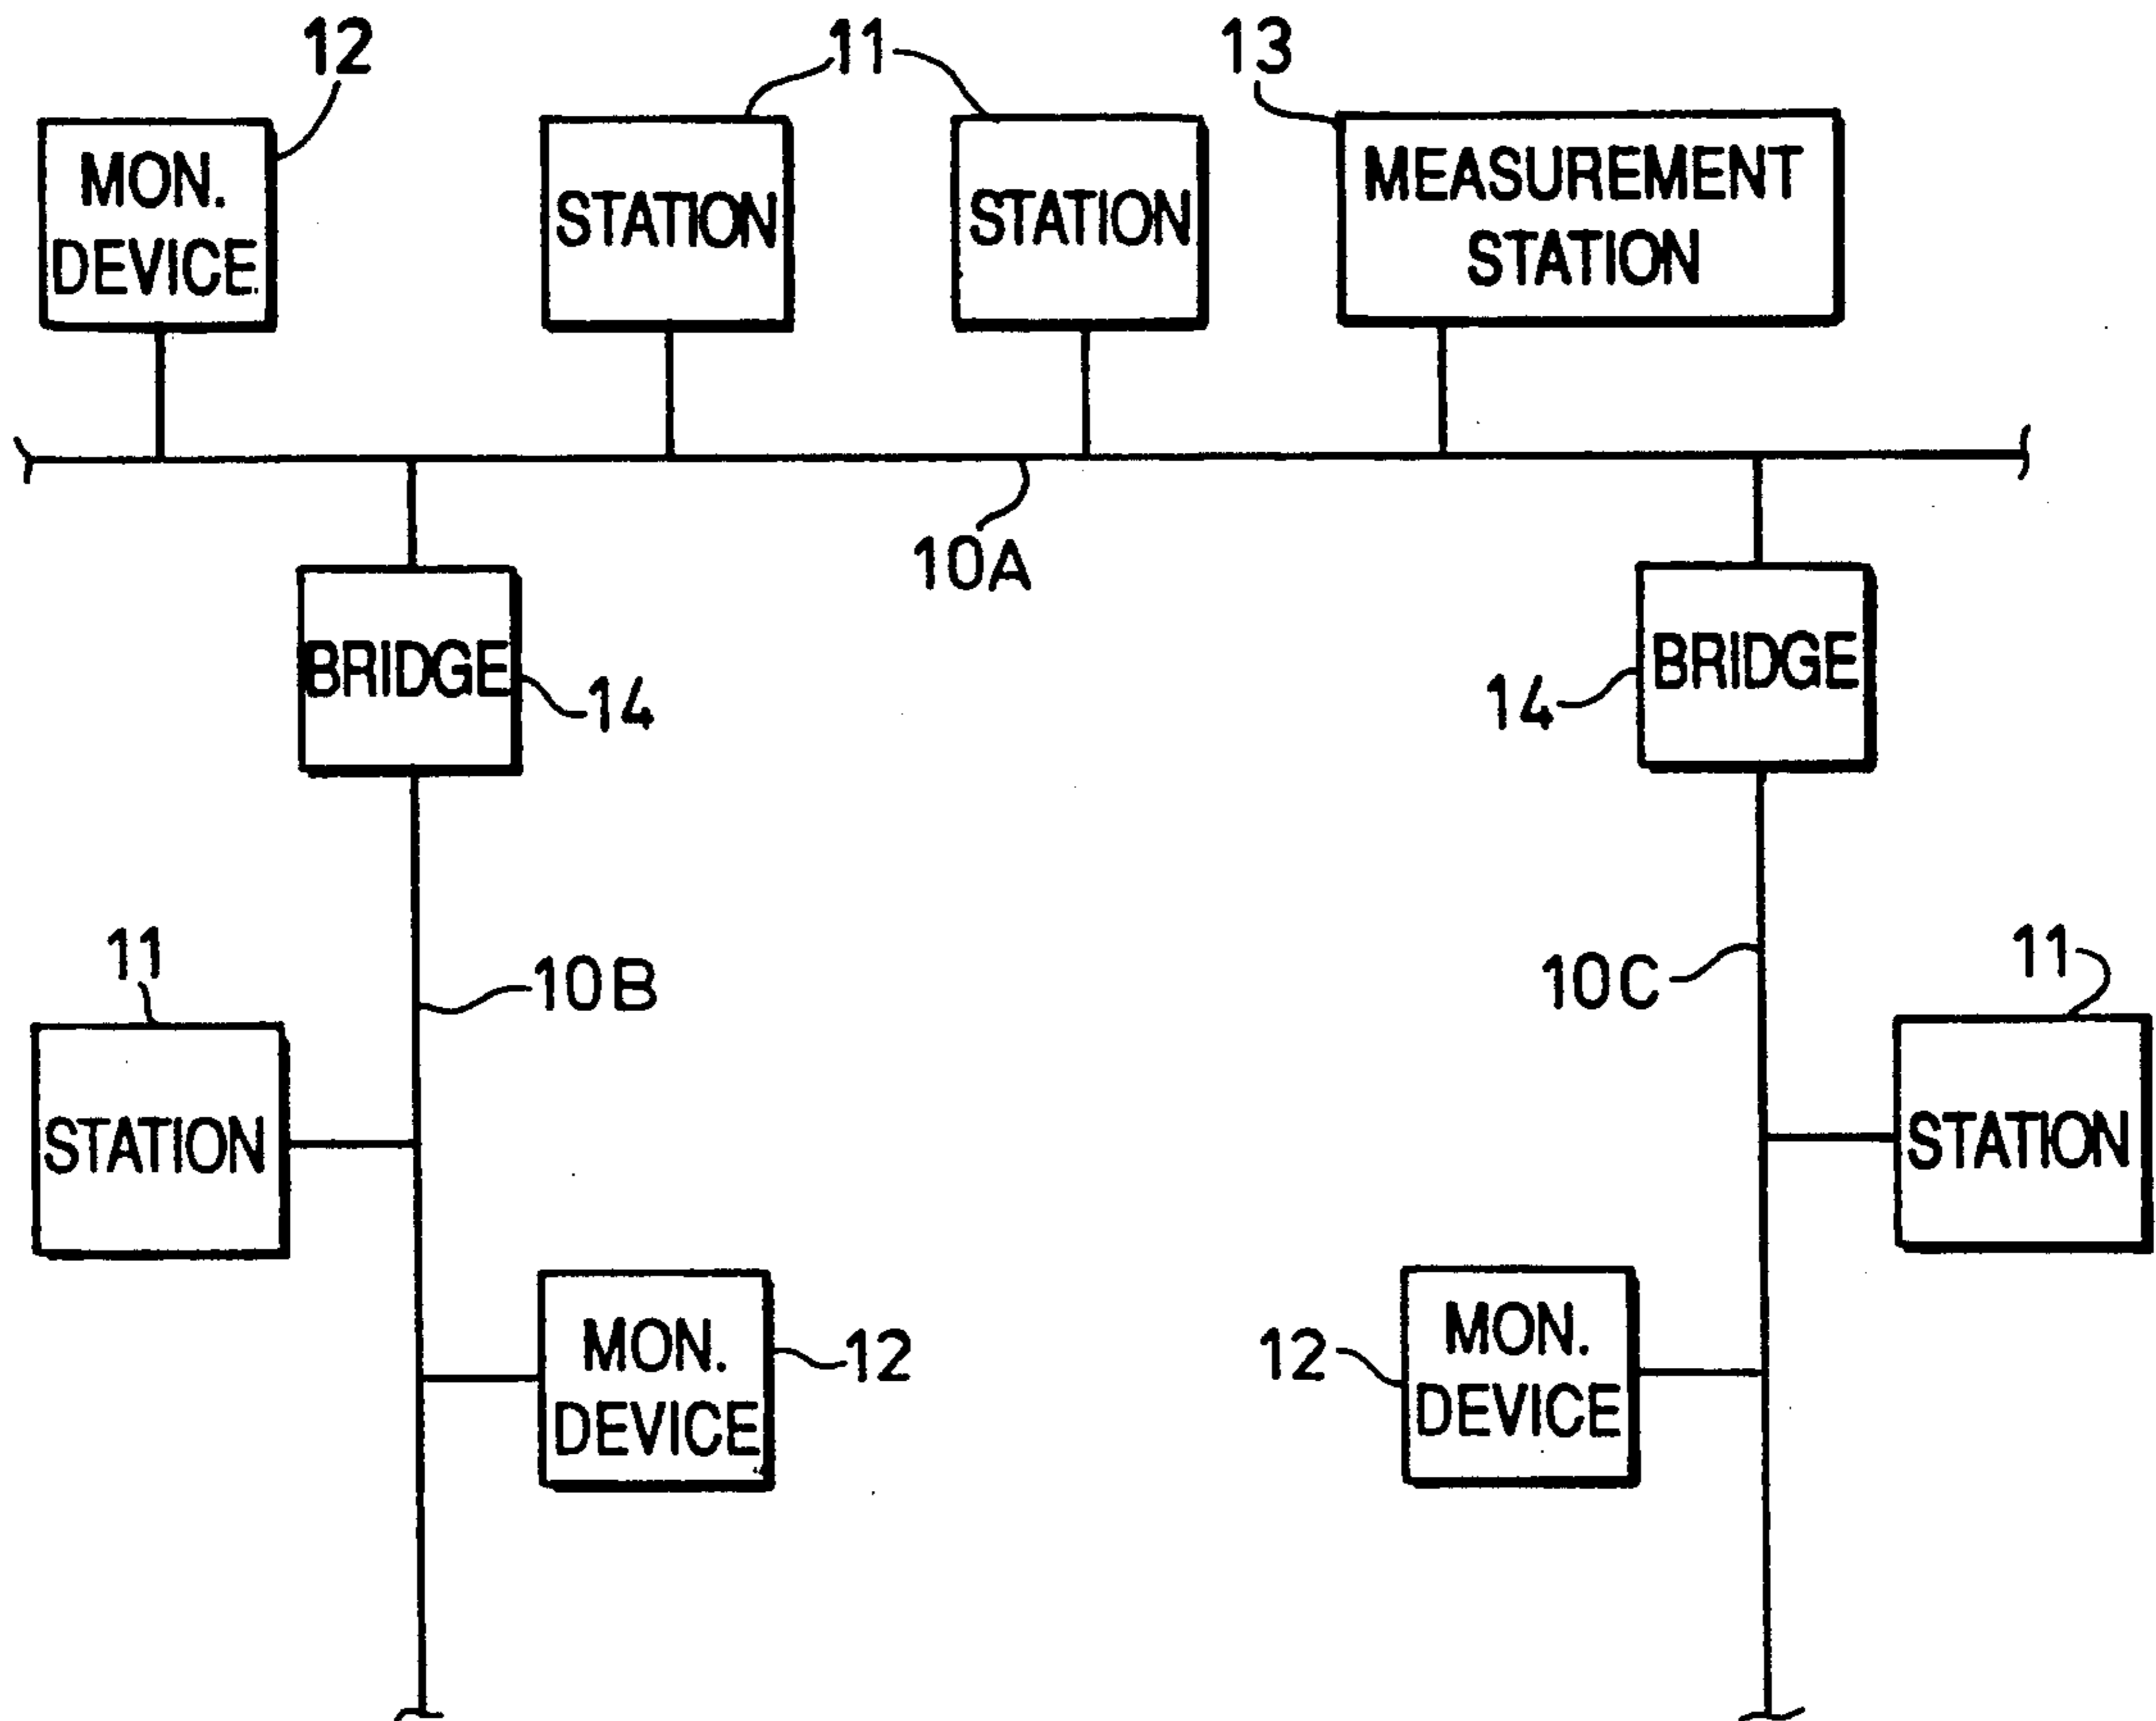 12
11
13
MON.
DEVICE
STATION
STATION
MEASUREMENT
STATION
10A
BRIDGE
14
14
BRIDGE
11
10B
10C
11
STATION
STATION
MON.
DEVICE
12
12
MON.
DEVICE